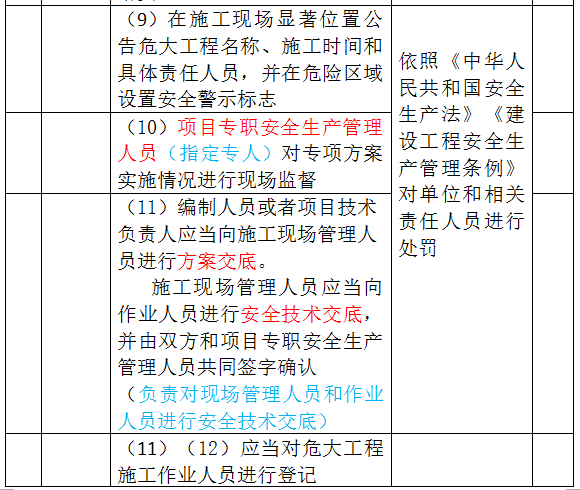 （9）在施工现场显著位置公
告危大工程名称、施工时间和
具体责任人员，并在危险区域
设置安全警示标志
（10）项目专职安全生产管理
人员（指定专人）对专项方案
实施情况进行现场监督
（11）编制人员或者项目技术
负责人应当向施工现场管理人
员进行方案交底。
施工现场管理人员应当向
作业人员进行安全技术交底，
并由双方和项目专职安全生产
管理人员共同签字确认
（负责对现场管理人员和作业
人员进行安全技术交底）
（11）（12）应当对危大工程
施工作业人员进行登记
依照《中华人
民共和国安全
生产法》《建
设工程安全生
产管理条例》
对单位和相关
责任人员进行
处罚